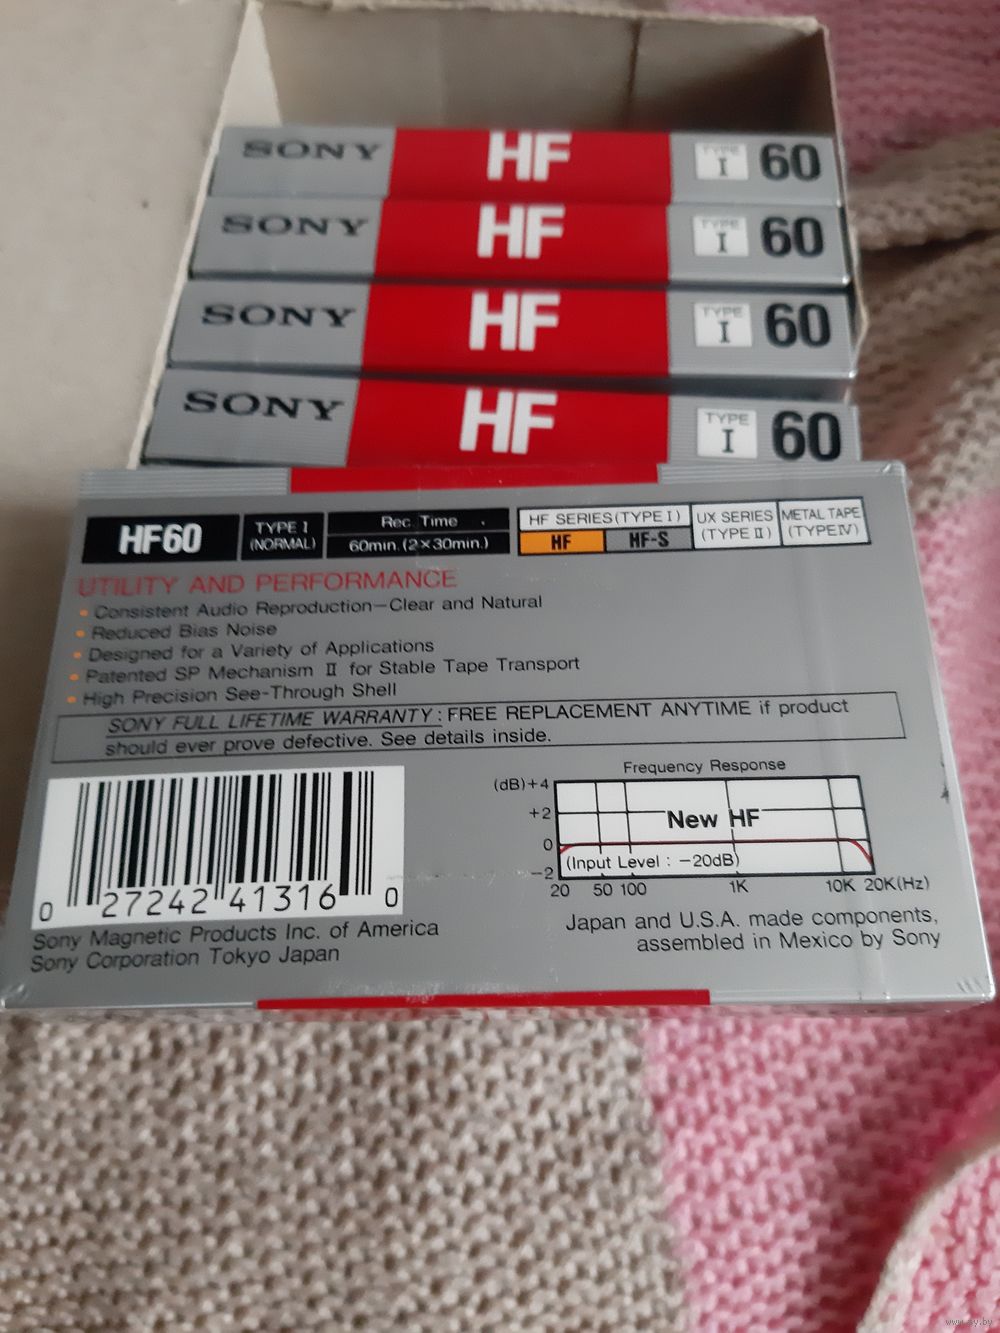 SONY HF TYPE I 60
SONY HF TYPE I 60
SONY HF TYPE I 60
SONY HF TYPE I 60
HF60
TYPE I
(NORMAL)
Rec. Time
60min. (2×30min.)
HF SERIES (TYPE I)
HF HF-S
UX SERIES
(TYPE II)
METAL TAPE
(TYPE IV)
UTILITY AND PERFORMANCE
• Consistent Audio Reproduction—Clear and Natural
• Reduced Bias Noise
• Designed for a Variety of Applications
• Patented SP Mechanism II for Stable Tape Transport
• High Precision See-Through Shell
SONY FULL LIFETIME WARRANTY : FREE REPLACEMENT ANYTIME if product
should ever prove defective. See details inside.
0 27242 41316 0
Sony Magnetic Products Inc. of America
Sony Corporation Tokyo Japan
Frequency Response
(dB)+4
+2
0
−2
New HF
(Input Level : −20dB)
20 50 100 1K 10K 20K(Hz)
Japan and U.S.A. made components,
assembled in Mexico by Sony